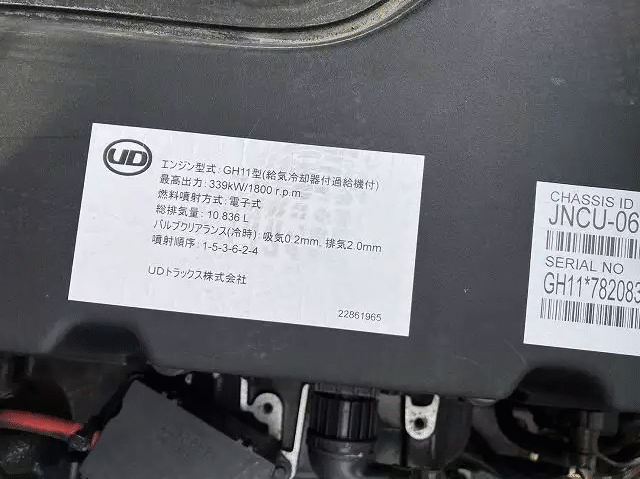 UD
エンジン型式: GH11型(給気冷却器付過給機付)
最高出力: 339kW/1800 r.p.m.
燃料噴射方式: 電子式
総排気量: 10.836 L
バルブクリアランス(冷時): 吸気0.2mm, 排気2.0mm
噴射順序: 1-5-3-6-2-4
UDトラックス株式会社
22861965
CHASSIS ID
JNCU-06
SERIAL NO
GH11*782083